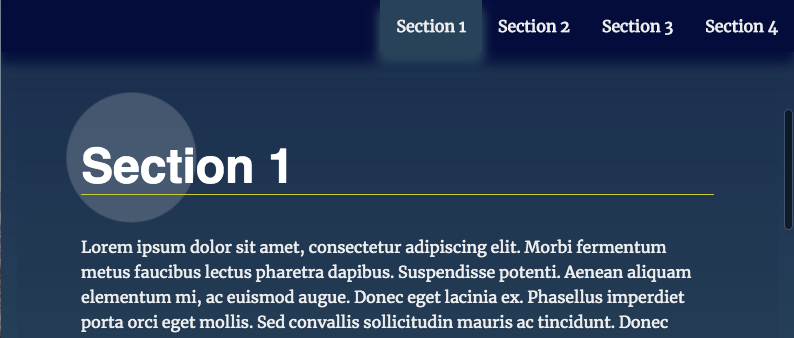 Section 1 Section 2 Section 3 Section 4
Section 1
Lorem ipsum dolor sit amet, consectetur adipiscing elit. Morbi fermentum
metus faucibus lectus pharetra dapibus. Suspendisse potenti. Aenean aliquam
elementum mi, ac euismod augue. Donec eget lacinia ex. Phasellus imperdiet
porta orci eget mollis. Sed convallis sollicitudin mauris ac tincidunt. Donec